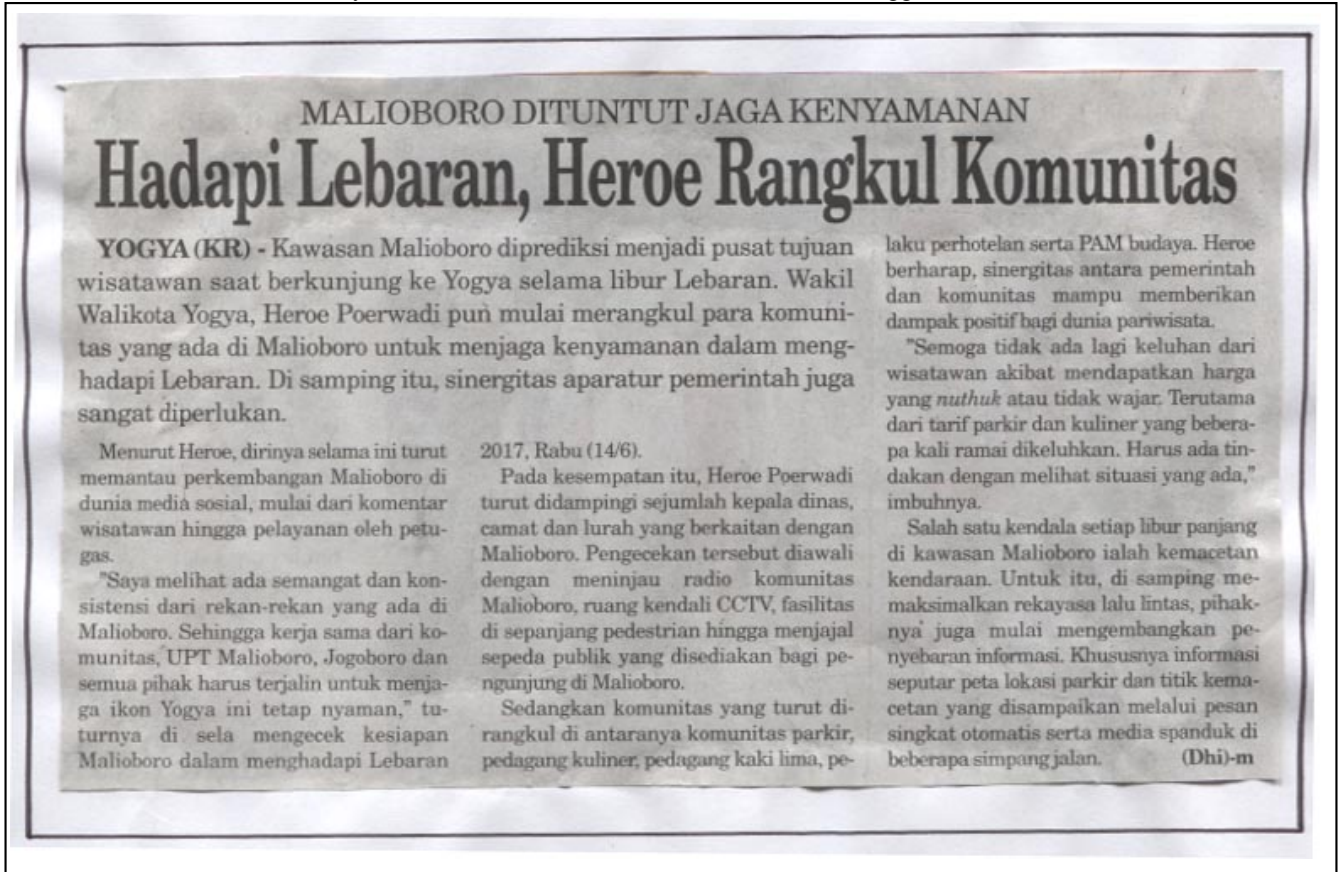 MALIOBORO DITUNTUT JAGA KENYAMANAN
Hadapi Lebaran, Heroe Rangkul Komunitas
YOGYA (KR) - Kawasan Malioboro diprediksi menjadi pusat tujuan
wisatawan saat berkunjung ke Yogya selama libur Lebaran. Wakil
Walikota Yogya, Heroe Poerwadi pun mulai merangkul para komuni-
tas yang ada di Malioboro untuk menjaga kenyamanan dalam meng-
hadapi Lebaran. Di samping itu, sinergitas aparatur pemerintah juga
sangat diperlukan.
Menurut Heroe, dirinya selama ini turut
memantau perkembangan Malioboro di
dunia media sosial, mulai dari komentar
wisatawan hingga pelayanan oleh petu-
gas.
"Saya melihat ada semangat dan kon-
sistensi dari rekan-rekan yang ada di
Malioboro. Sehingga kerja sama dari ko-
munitas, UPT Malioboro, Jogoboro dan
semua pihak harus terjalin untuk menja-
ga ikon Yogya ini tetap nyaman," tu-
turnya di sela mengecek kesiapan
Malioboro dalam menghadapi Lebaran
2017, Rabu (14/6).
Pada kesempatan itu, Heroe Poerwadi
turut didampingi sejumlah kepala dinas,
camat dan lurah yang berkaitan dengan
Malioboro. Pengecekan tersebut diawali
dengan meninjau radio komunitas
Malioboro, ruang kendali CCTV, fasilitas
di sepanjang pedestrian hingga menjajal
sepeda publik yang disediakan bagi pe-
ngunjung di Malioboro.
Sedangkan komunitas yang turut di-
rangkul di antaranya komunitas parkir,
pedagang kuliner, pedagang kaki lima, pe-
laku perhotelan serta PAM budaya. Heroe
berharap, sinergitas antara pemerintah
dan komunitas mampu memberikan
dampak positif bagi dunia pariwisata.
"Semoga tidak ada lagi keluhan dari
wisatawan akibat mendapatkan harga
yang nuthuk atau tidak wajar. Terutama
dari tarif parkir dan kuliner yang bebera-
pa kali ramai dikeluhkan. Harus ada tin-
dakan dengan melihat situasi yang ada,"
imbuhnya.
Salah satu kendala setiap libur panjang
di kawasan Malioboro ialah kemacetan
kendaraan. Untuk itu, di samping me-
maksimalkan rekayasa lalu lintas, pihak-
nya juga mulai mengembangkan pe-
nyebaran informasi. Khususnya informasi
seputar peta lokasi parkir dan titik kema-
cetan yang disampaikan melalui pesan
singkat otomatis serta media spanduk di
beberapa simpang jalan. (Dhi)-m